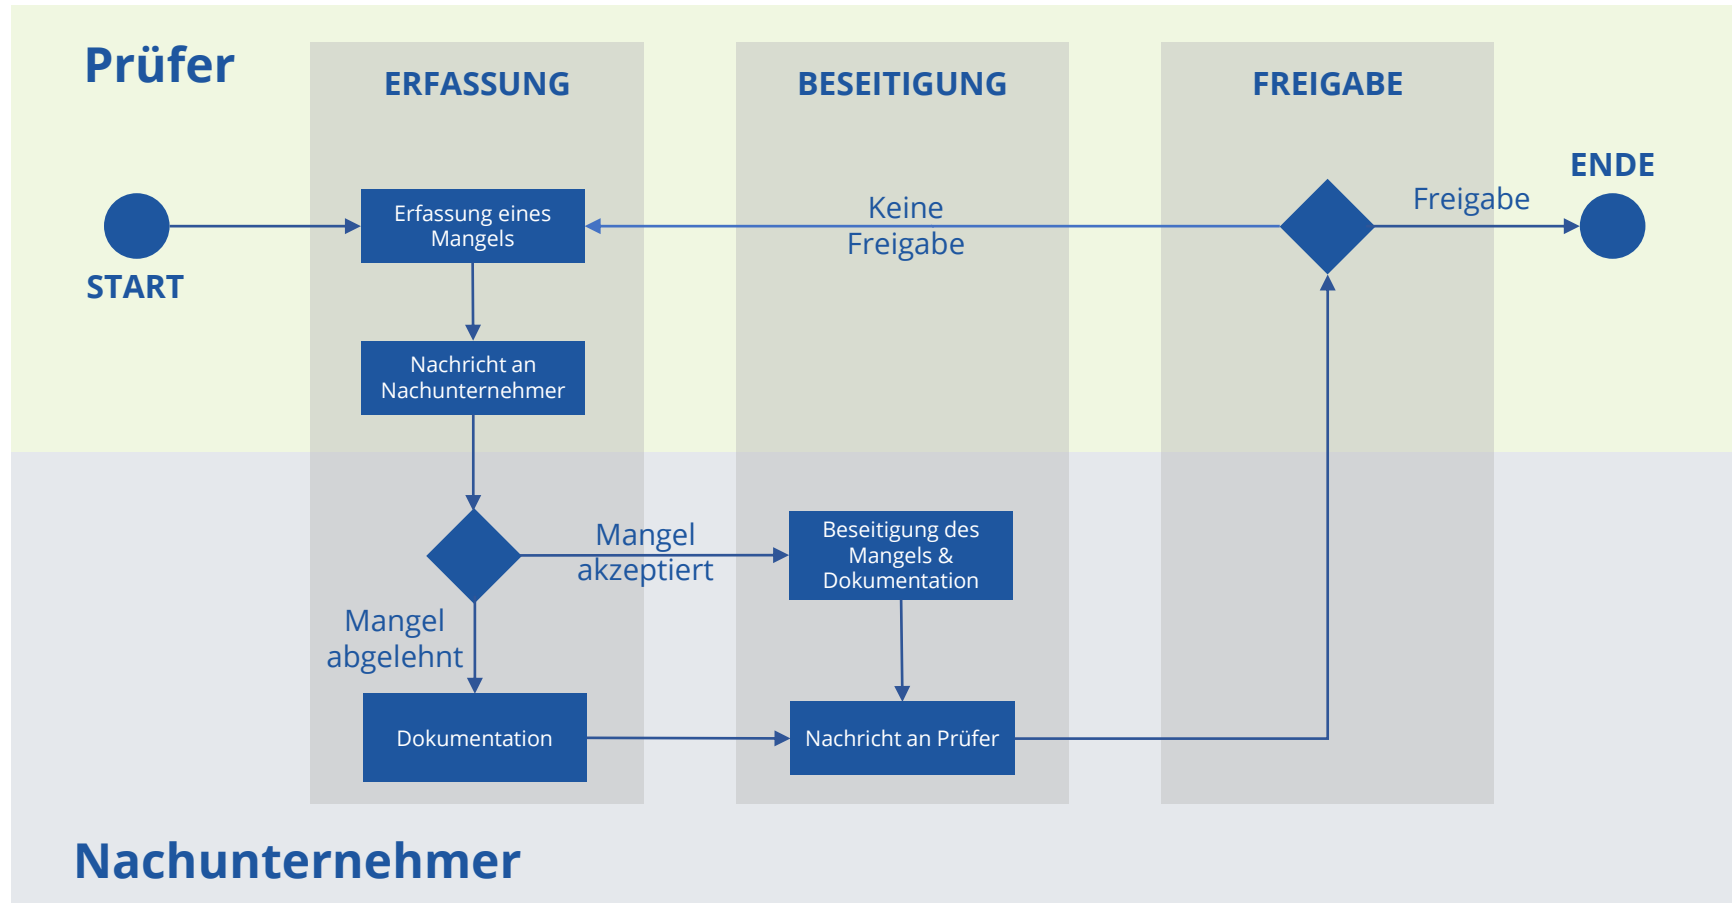 Prüfer
ERFASSUNG
BESEITIGUNG
FREIGABE
START
Erfassung eines
Mangels
Keine
Freigabe
Freigabe
ENDE
Nachricht an
Nachunternehmer
Mangel
akzeptiert
Beseitigung des
Mangels &
Dokumentation
Mangel
abgelehnt
Dokumentation
Nachricht an Prüfer
Nachunternehmer